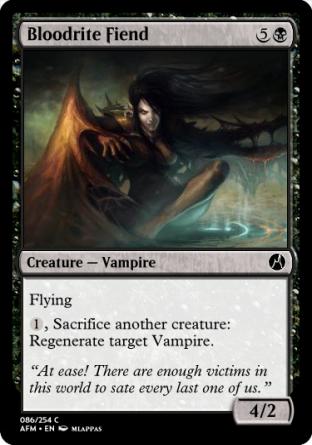 Bloodrite Fiend 5
Creature — Vampire
Flying
1, Sacrifice another creature:
Regenerate target Vampire.
“At ease! There are enough victims in
this world to sate every last one of us.”
4/2
086/254 C
AFM • EN MLAPPAS